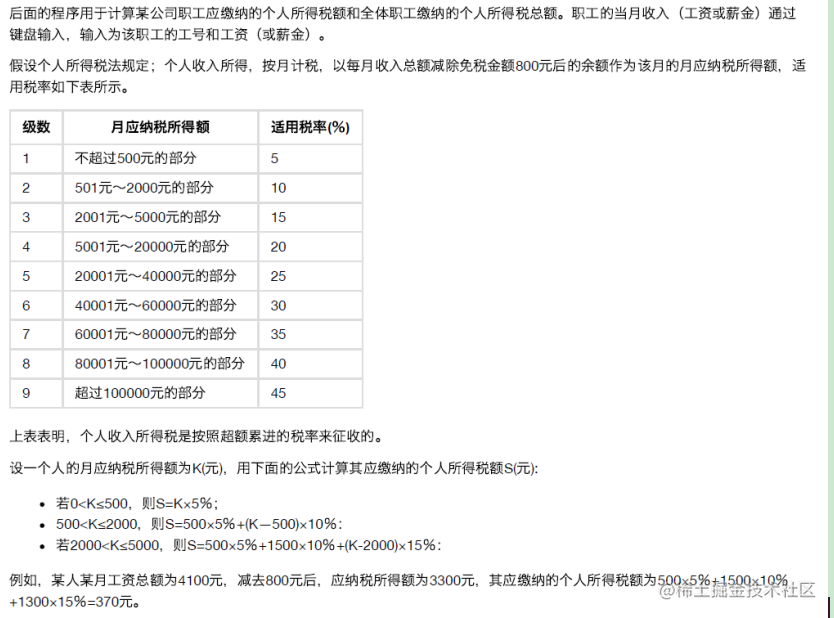 后面的程序用于计算某公司职工应缴纳的个人所得税额和全体职工缴纳的个人所得税总额。职工的当月收入（工资或薪金）通过
键盘输入，输入为该职工的工号和工资（或薪金）。
假设个人所得税法规定；个人收入所得，按月计税，以每月收入总额减除免税金额800元后的余额作为该月的月应纳税所得额，适
用税率如下表所示。
级数 月应纳税所得额 适用税率(%)
1 不超过500元的部分 5
2 501元～2000元的部分 10
3 2001元～5000元的部分 15
4 5001元～20000元的部分 20
5 20001元～40000元的部分 25
6 40001元～60000元的部分 30
7 60001元～80000元的部分 35
8 80001元～100000元的部分 40
9 超过100000元的部分 45
上表表明，个人收入所得税是按照超额累进的税率来征收的。
设一个人的月应纳税所得额为K(元)，用下面的公式计算其应缴纳的个人所得税额S(元):
• 若0<K≤500，则S=K×5%；
• 500<K≤2000，则S=500×5%+(K—500)×10%：
• 若2000<K≤5000，则S=500×5%+1500×10%+(K-2000)×15%：
例如，某人某月工资总额为4100元，减去800元后，应纳税所得额为3300元，其应缴纳的个人所得税额为500×5%+1500×10%
+1300×15%=370元。
@稀土掘金技术社区